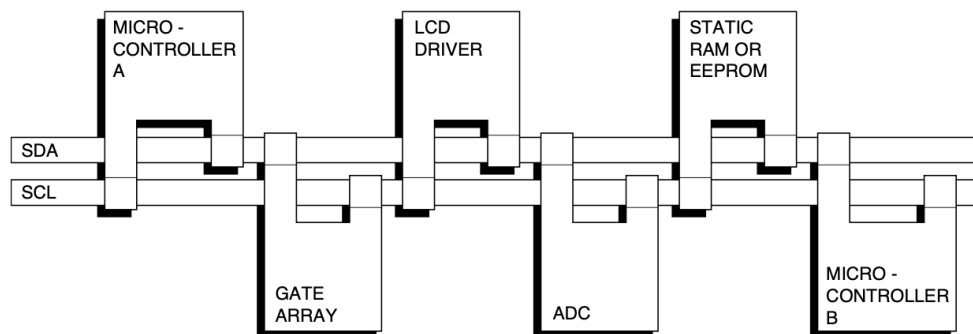 MICRO -
CONTROLLER
A
LCD
DRIVER
STATIC
RAM OR
EEPROM
SDA
SCL
GATE
ARRAY
ADC
MICRO -
CONTROLLER
B